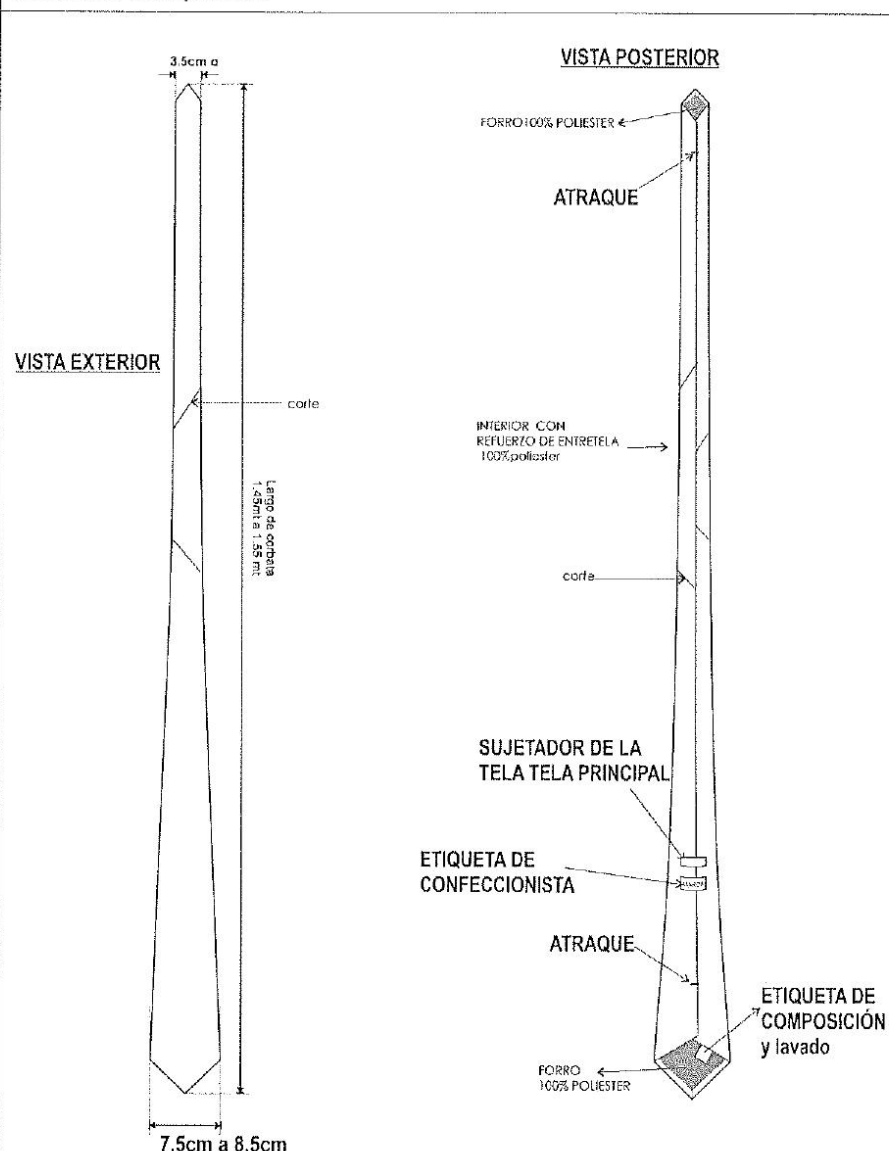 3.5cm a
VISTA EXTERIOR
corte
Largo de corbata
1.45mt a 1.55 mt
7.5cm a 8.5cm
VISTA POSTERIOR
FORRO100% POLIESTER
ATRAQUE
INTERIOR CON
REFUERZO DE ENTRETELA
100%poliester
corte
SUJETADOR DE LA
TELA TELA PRINCIPAL
ETIQUETA DE
CONFECCIONISTA
ATRAQUE
ETIQUETA DE
COMPOSICIÓN
y lavado
FORRO
100% POLIESTER